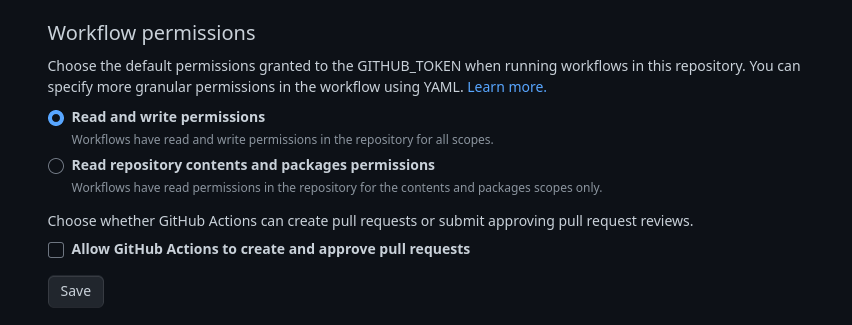 Workflow permissions
Choose the default permissions granted to the GITHUB_TOKEN when running workflows in this repository. You can
specify more granular permissions in the workflow using YAML. Learn more.
Read and write permissions
Workflows have read and write permissions in the repository for all scopes.
Read repository contents and packages permissions
Workflows have read permissions in the repository for the contents and packages scopes only.
Choose whether GitHub Actions can create pull requests or submit approving pull request reviews.
Allow GitHub Actions to create and approve pull requests
Save